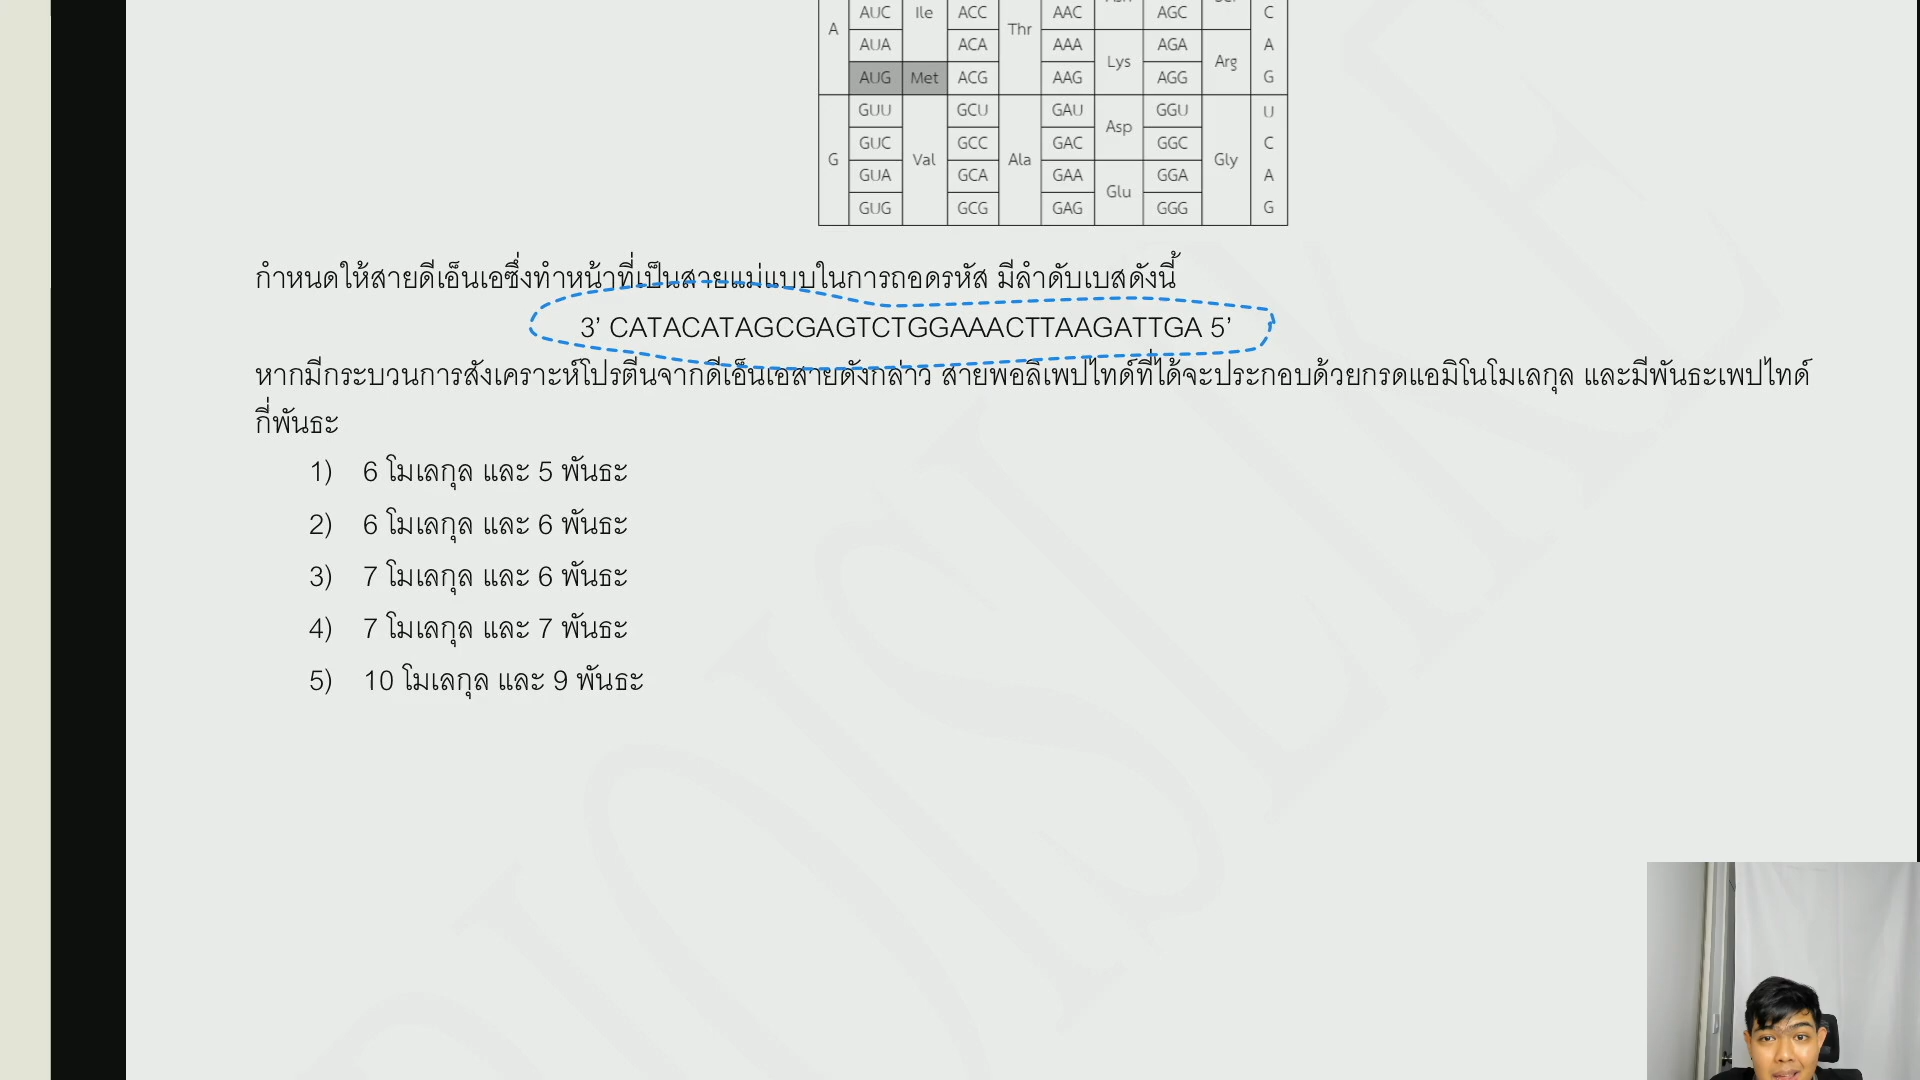 AUC Ile ACC AAC AGC C
A Thr
AUA ACA AAA AGA A
Lys Arg
AUG Met ACG AAG AGG G
GUU GCU GAU GGU U
Asp
GUC GCC GAC GGC C
G Val Ala Gly
GUA GCA GAA GGA A
Glu
GUG GCG GAG GGG G
กำหนดให้สายดีเอ็นเอซึ่งทำหน้าที่เป็นสายแม่แบบในการถอดรหัส มีลำดับเบสดังนี้
3’ CATACATAGCGAGTCTGGAAACTTAAGATTGA 5’
หากมีกระบวนการสังเคราะห์โปรตีนจากดีเอ็นเอสายดังกล่าว สายพอลิเพปไทด์ที่ได้จะประกอบด้วยกรดแอมิโนโมเลกุล และมีพันธะเพปไทด์
กี่พันธะ
1) 6 โมเลกุล และ 5 พันธะ
2) 6 โมเลกุล และ 6 พันธะ
3) 7 โมเลกุล และ 6 พันธะ
4) 7 โมเลกุล และ 7 พันธะ
5) 10 โมเลกุล และ 9 พันธะ